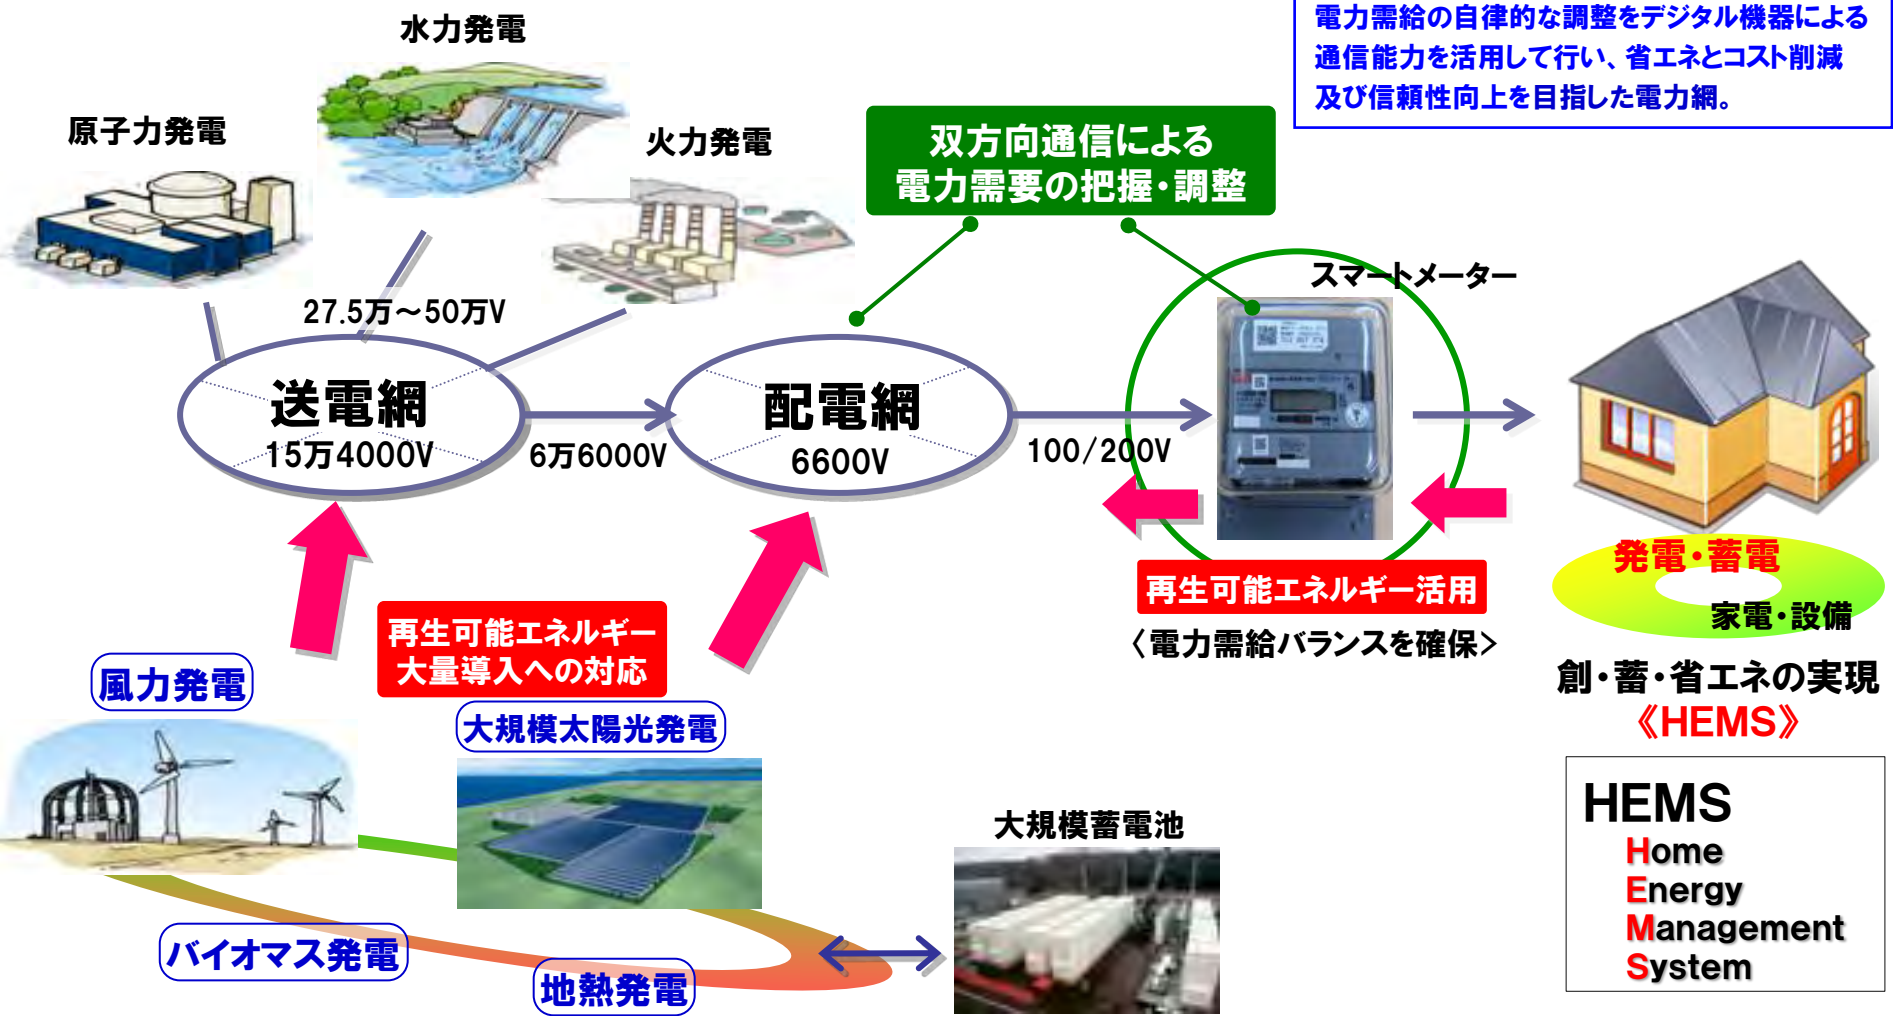 電力需給の自律的な調整をデジタル機器による
通信能力を活用して行い、省エネとコスト削減
及び信頼性向上を目指した電力網。
水力発電
原子力発電
火力発電
双方向通信による
電力需要の把握・調整
スマートメーター
27.5万～50万V
送電網
15万4000V
6万6000V
配電網
6600V
100/200V
再生可能エネルギー活用
〈電力需給バランスを確保>
発電・蓄電
家電・設備
創・蓄・省エネの実現
《HEMS》
再生可能エネルギー
大量導入への対応
風力発電
大規模太陽光発電
大規模蓄電池
バイオマス発電
地熱発電
HEMS
Home
Energy
Management
System